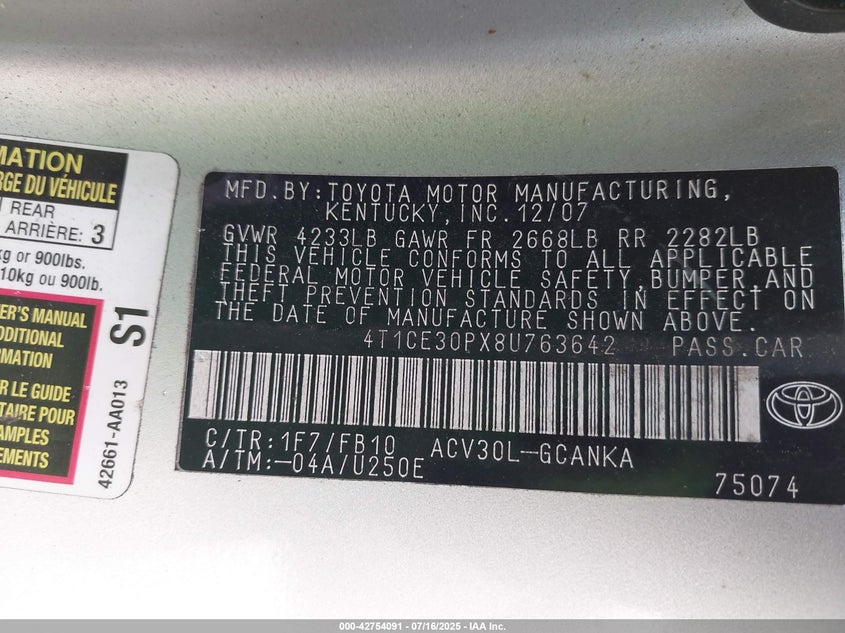 MATION
RGE DU VÉHICULE
REAR
ARRIÈRE: 3
kg or 900lbs.
10kg ou 900lb.
ER'S MANUAL
ADDITIONAL
RMATION
R LE GUIDE
TAIRE POUR
SAMPLES
EMENTS
S1
42661-AA013
MFD.BY:TOYOTA MOTOR MANUFACTURING,
KENTUCKY,INC.12/07
GVWR 4233LB GAWR FR 2668LB RR 2282LB
THIS VEHICLE CONFORMS TO ALL APPLICABLE
FEDERAL MOTOR VEHICLE SAFETY,BUMPER,AND
THEFT PREVENTION STANDARDS IN EFFECT ON
THE DATE OF MANUFACTURE SHOWN ABOVE.
4T1CE30PX8U763642 PASS.CAR
C/TR:1F7/FB10 ACV30L-GCANKA
A/TM:-04A/U250E
75074
000-42754091 - 07/16/2025 - IAA Inc.